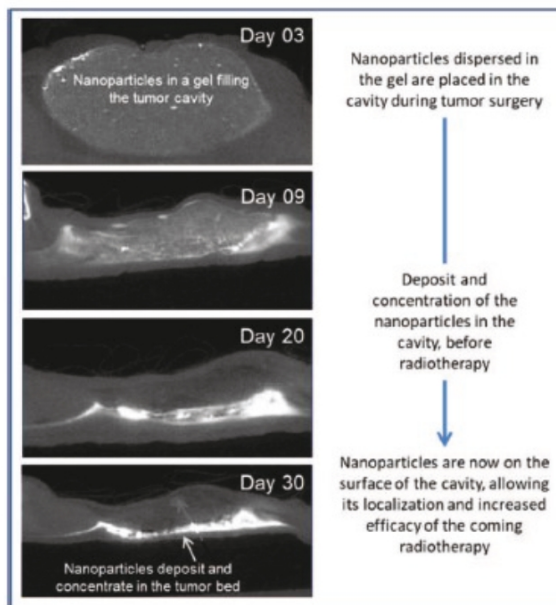 Day 03
Nanoparticles in a gel filling
the tumor cavity
Nanoparticles dispersed in
the gel are placed in the
cavity during tumor surgery
Day 09
Deposit and
concentration of the
nanoparticles in the
cavity, before
radiotherapy
Day 20
Nanoparticles are now on the
surface of the cavity, allowing
its localization and increased
efficacy of the coming
radiotherapy
Day 30
Nanoparticles deposit and
concentrate in the tumor bed